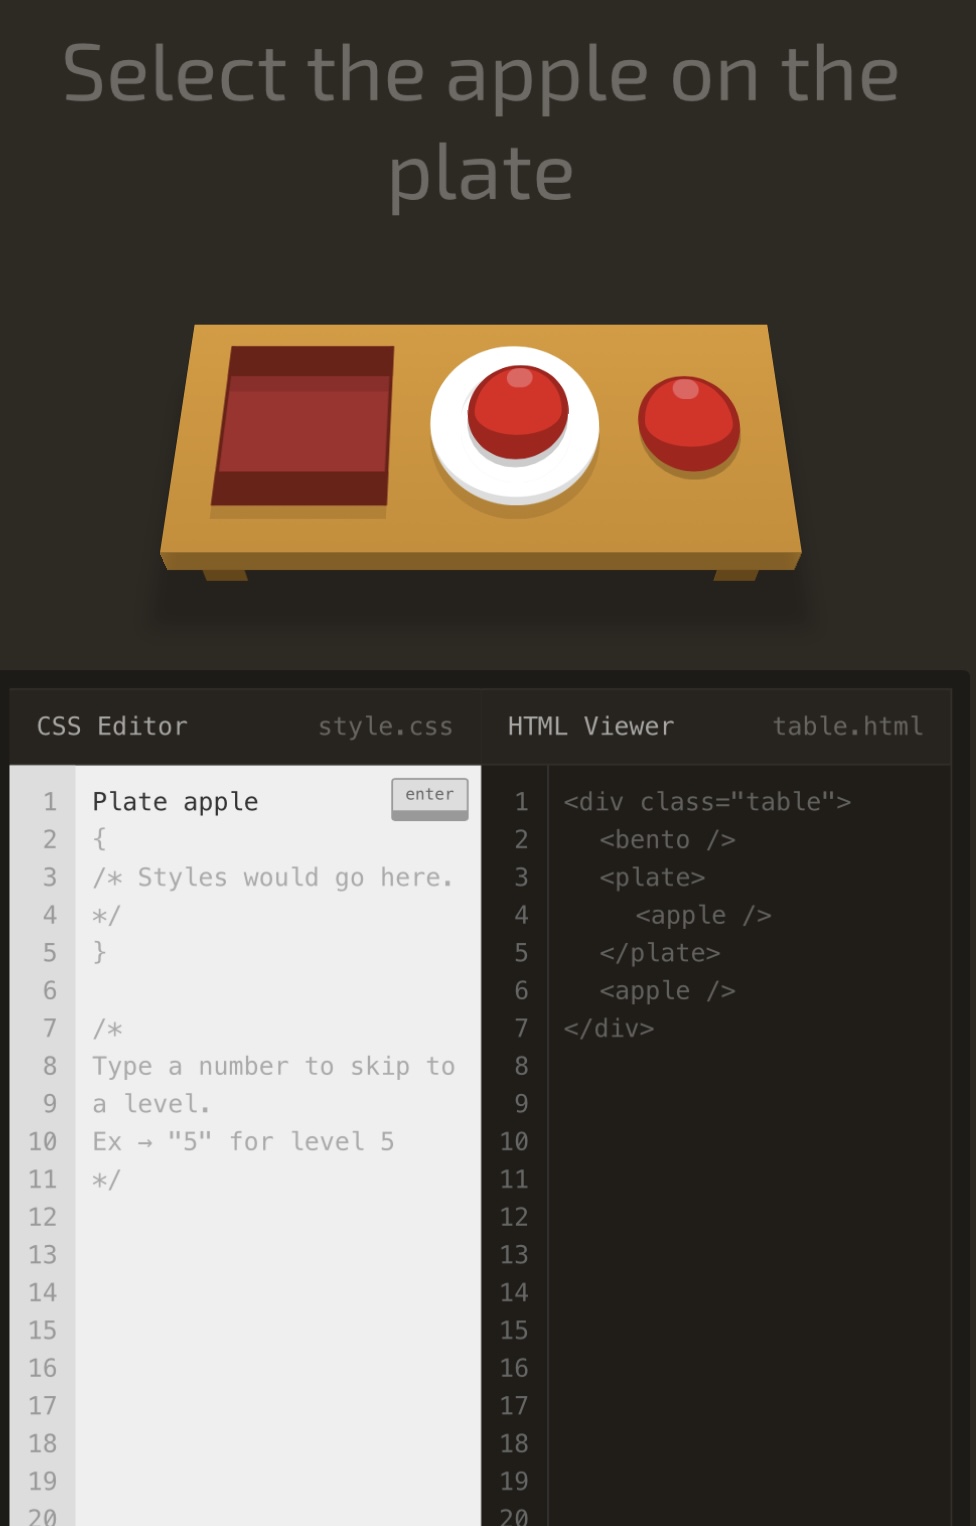 Select the apple on the
plate
CSS Editor style.css
1 Plate apple enter
2 {
3 /* Styles would go here.
4 */
5 }
6
7 /*
8 Type a number to skip to
9 a level.
10 Ex → "5" for level 5
11 */
12
13
14
15
16
17
18
19
20
HTML Viewer table.html
1 <div class="table">
2 <bento />
3 <plate>
4 <apple />
5 </plate>
6 <apple />
7 </div>
8
9
10
11
12
13
14
15
16
17
18
19
20